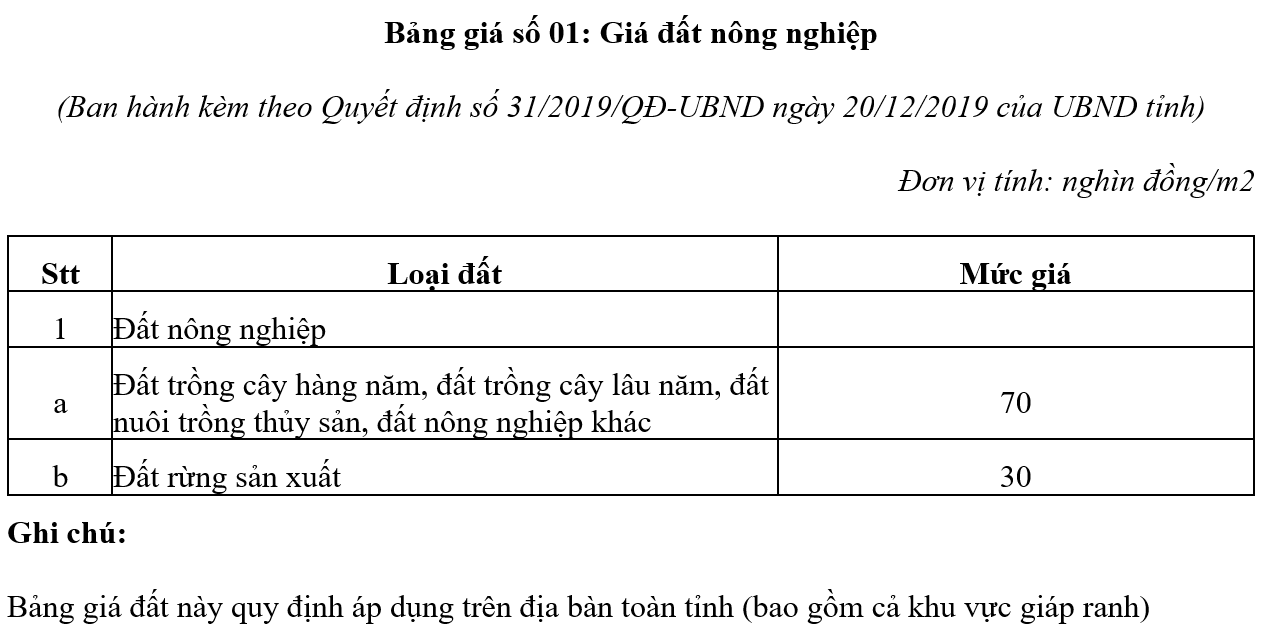 Bảng giá số 01: Giá đất nông nghiệp
(Ban hành kèm theo Quyết định số 31/2019/QĐ-UBND ngày 20/12/2019 của UBND tỉnh)
Đơn vị tính: nghìn đồng/m2
Stt Loại đất Mức giá
1 Đất nông nghiệp
a Đất trồng cây hàng năm, đất trồng cây lâu năm, đất
nuôi trồng thủy sản, đất nông nghiệp khác 70
b Đất rừng sản xuất 30
Ghi chú:
Bảng giá đất này quy định áp dụng trên địa bàn toàn tỉnh (bao gồm cả khu vực giáp ranh)